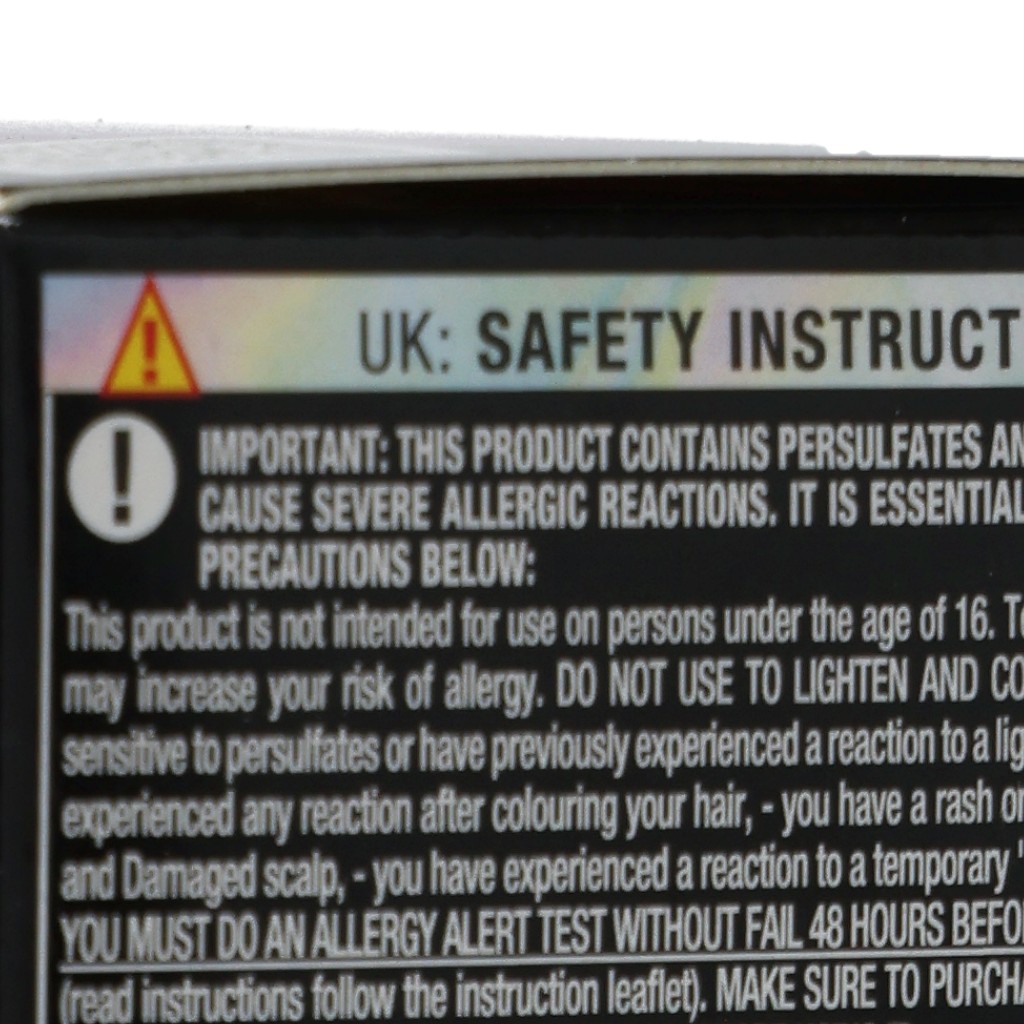 UK: SAFETY INSTRUCT
IMPORTANT: THIS PRODUCT CONTAINS PERSULFATES AN
CAUSE SEVERE ALLERGIC REACTIONS. IT IS ESSENTIAL
PRECAUTIONS BELOW:
This product is not intended for use on persons under the age of 16. T
may increase your risk of allergy. DO NOT USE TO LIGHTEN AND CO
sensitive to persulfates or have previously experienced a reaction to a lig
experienced any reaction after colouring your hair, - you have a rash or
and Damaged scalp, - you have experienced a reaction to a temporary '
YOU MUST DO AN ALLERGY ALERT TEST WITHOUT FAIL 48 HOURS BEFO
(read instructions follow the instruction leaflet). MAKE SURE TO PURCHA